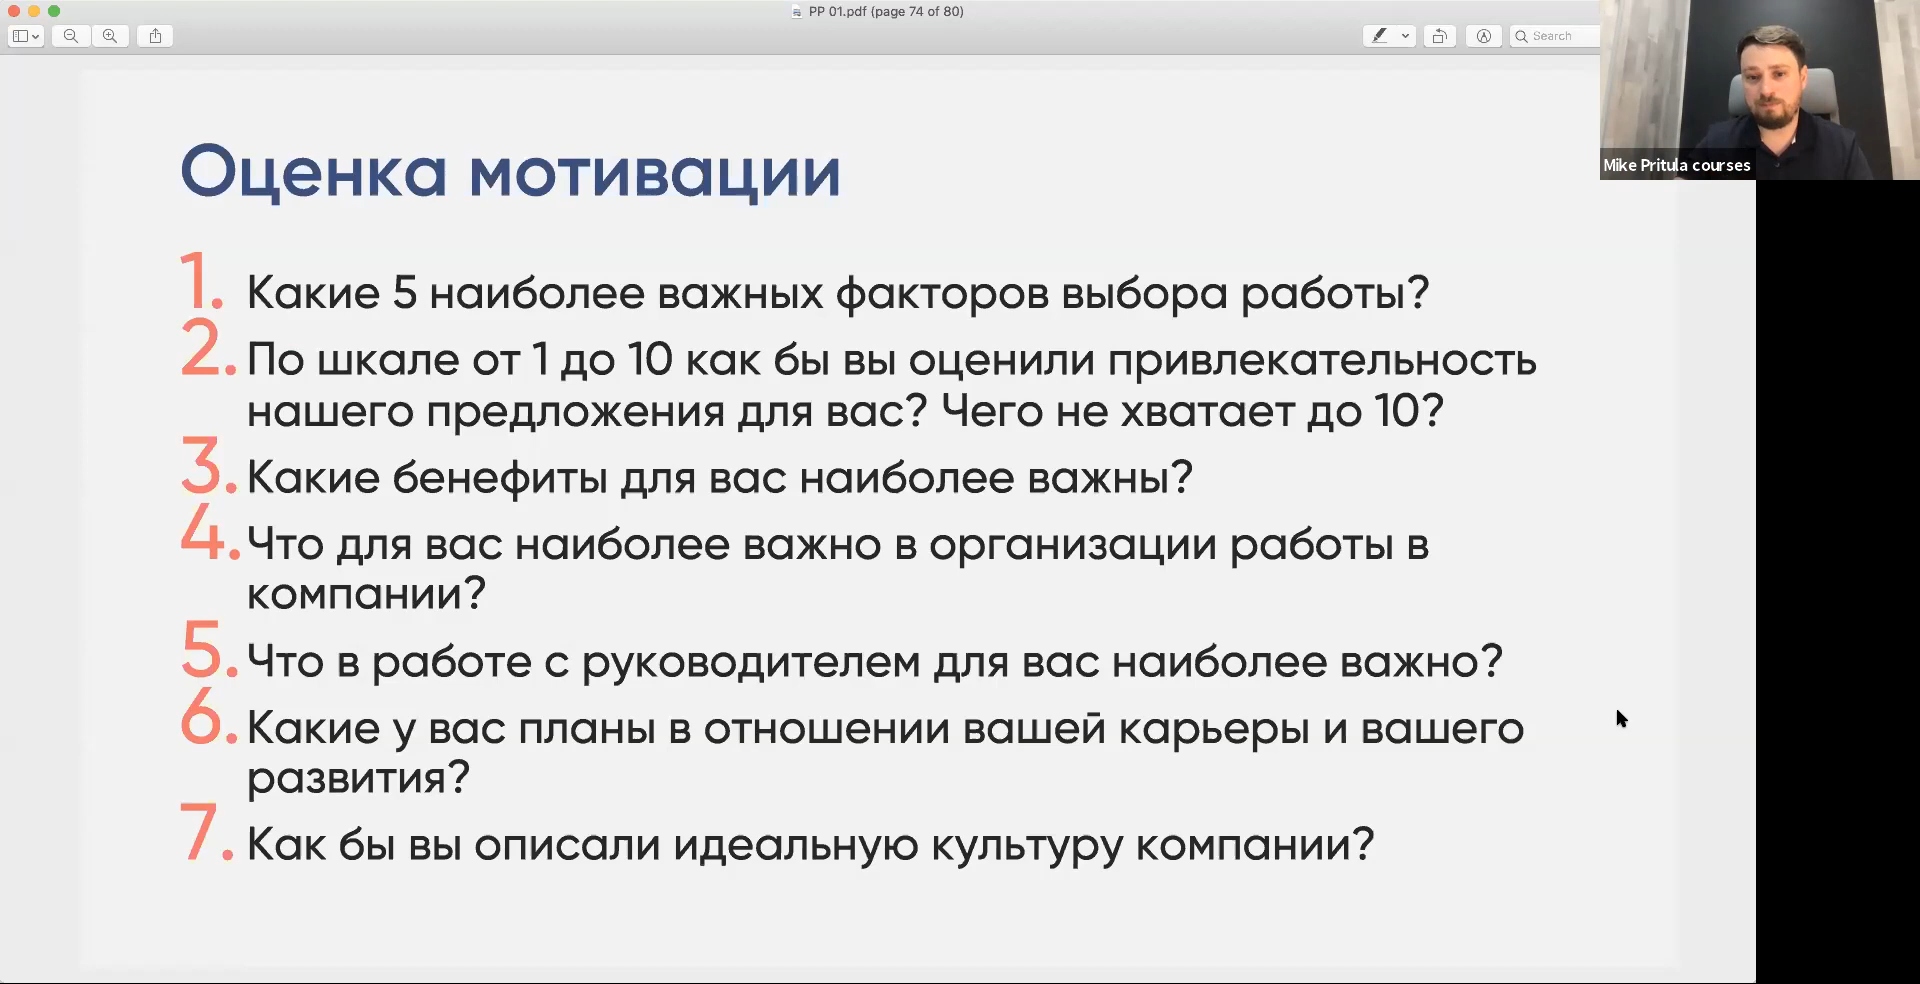 PP 01.pdf (page 74 of 80)
Search
Mike Pritula courses
Оценка мотивации
1. Какие 5 наиболее важных факторов выбора работы?
2. По шкале от 1 до 10 как бы вы оценили привлекательность
нашего предложения для вас? Чего не хватает до 10?
3. Какие бенефиты для вас наиболее важны?
4. Что для вас наиболее важно в организации работы в
компании?
5. Что в работе с руководителем для вас наиболее важно?
6. Какие у вас планы в отношении вашей карьеры и вашего
развития?
7. Как бы вы описали идеальную культуру компании?